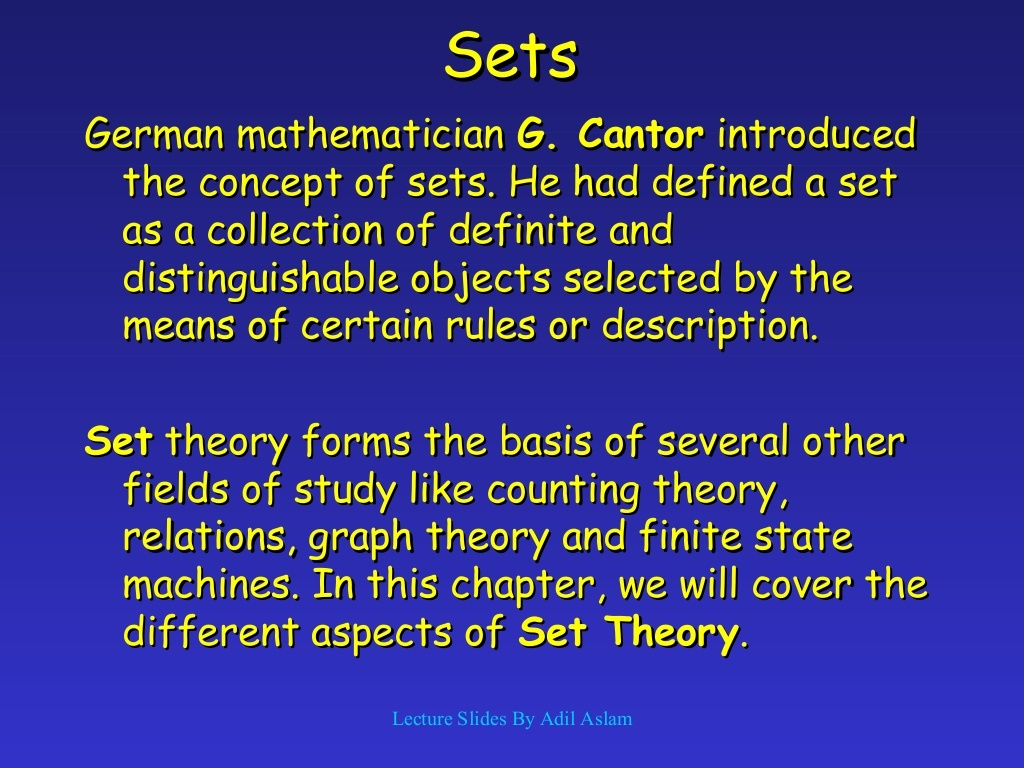 Sets
German mathematician G. Cantor introduced
the concept of sets. He had defined a set
as a collection of definite and
distinguishable objects selected by the
means of certain rules or description.
Set theory forms the basis of several other
fields of study like counting theory,
relations, graph theory and finite state
machines. In this chapter, we will cover the
different aspects of Set Theory.
Lecture Slides By Adil Aslam